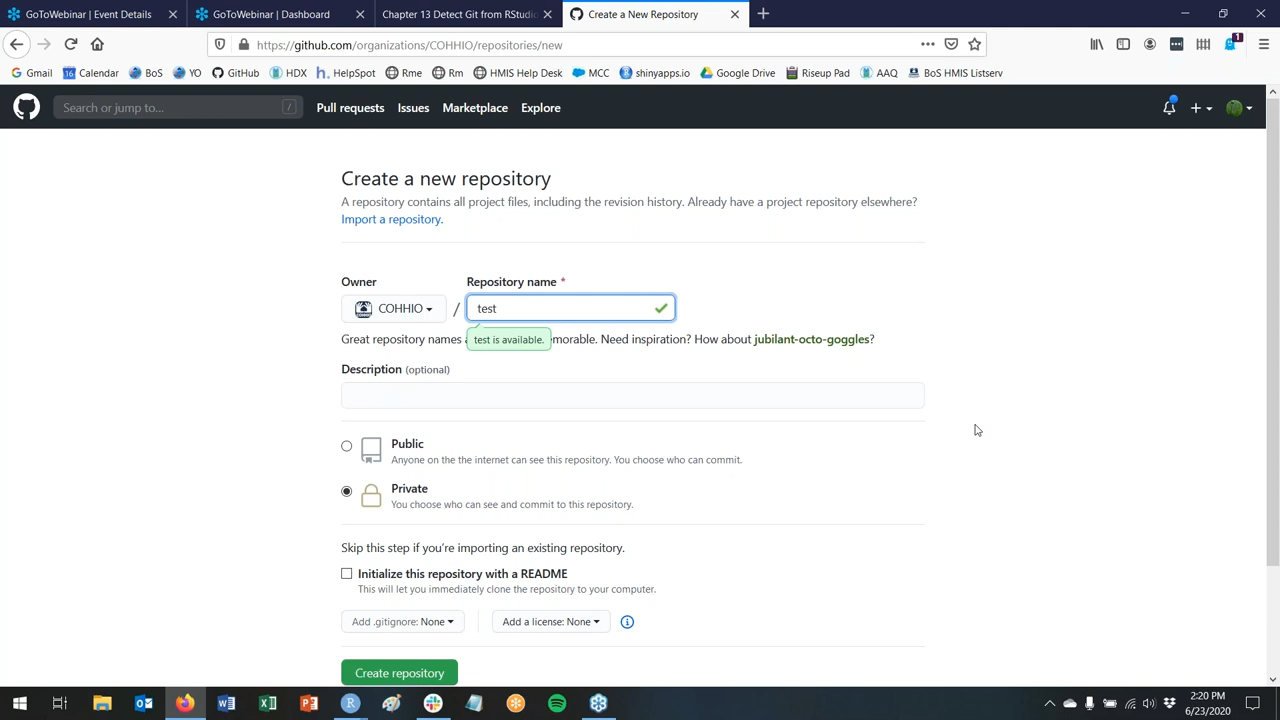 GoToWebinar | Event Details
GoToWebinar | Dashboard
Chapter 13 Detect Git from RStudio
Create a New Repository
https://github.com/organizations/COHHIO/repositories/new
1
Gmail
16 Calendar
BoS
YO
GitHub
HDX
h. HelpSpot
Rme
Rm
HMIS Help Desk
MCC
shinyapps.io
Google Drive
Riseup Pad
AAQ
BoS HMIS Listserv
Search or jump to… /
Pull requests
Issues
Marketplace
Explore
Create a new repository
A repository contains all project files, including the revision history. Already have a project repository elsewhere?
Import a repository.
Owner
Repository name *
COHHIO
/
test
Great repository names
test is available.
morable. Need inspiration? How about jubilant-octo-goggles?
Description (optional)
Public
Anyone on the the internet can see this repository. You choose who can commit.
Private
You choose who can see and commit to this repository.
Skip this step if you’re importing an existing repository.
Initialize this repository with a README
This will let you immediately clone the repository to your computer.
Add .gitignore: None
Add a license: None
Create repository
2:20 PM
6/23/2020